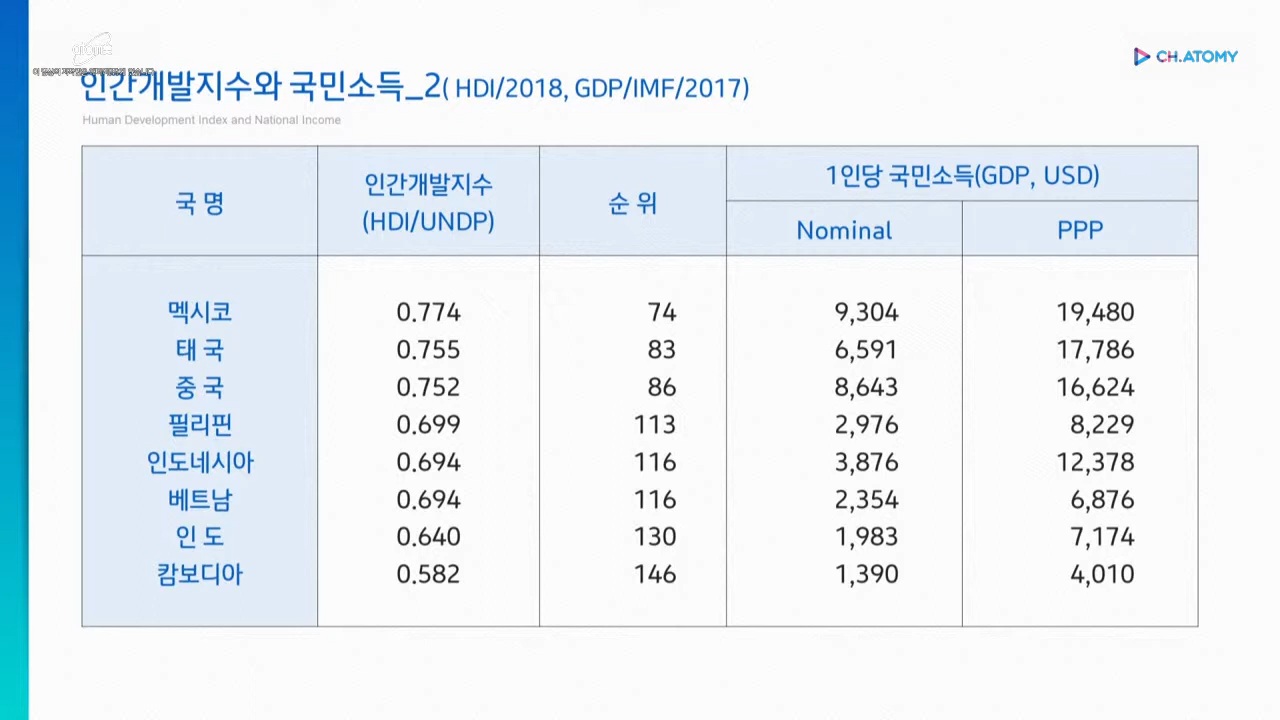 CH.ATOMY
인간개발지수와 국민소득_2( HDI/2018, GDP/IMF/2017)
Human Development Index and National Income
국 명 인간개발지수 (HDI/UNDP) 순 위 1인당 국민소득(GDP, USD)
Nominal PPP
멕시코 0.774 74 9,304 19,480
태 국 0.755 83 6,591 17,786
중 국 0.752 86 8,643 16,624
필리핀 0.699 113 2,976 8,229
인도네시아 0.694 116 3,876 12,378
베트남 0.694 116 2,354 6,876
인 도 0.640 130 1,983 7,174
캄보디아 0.582 146 1,390 4,010